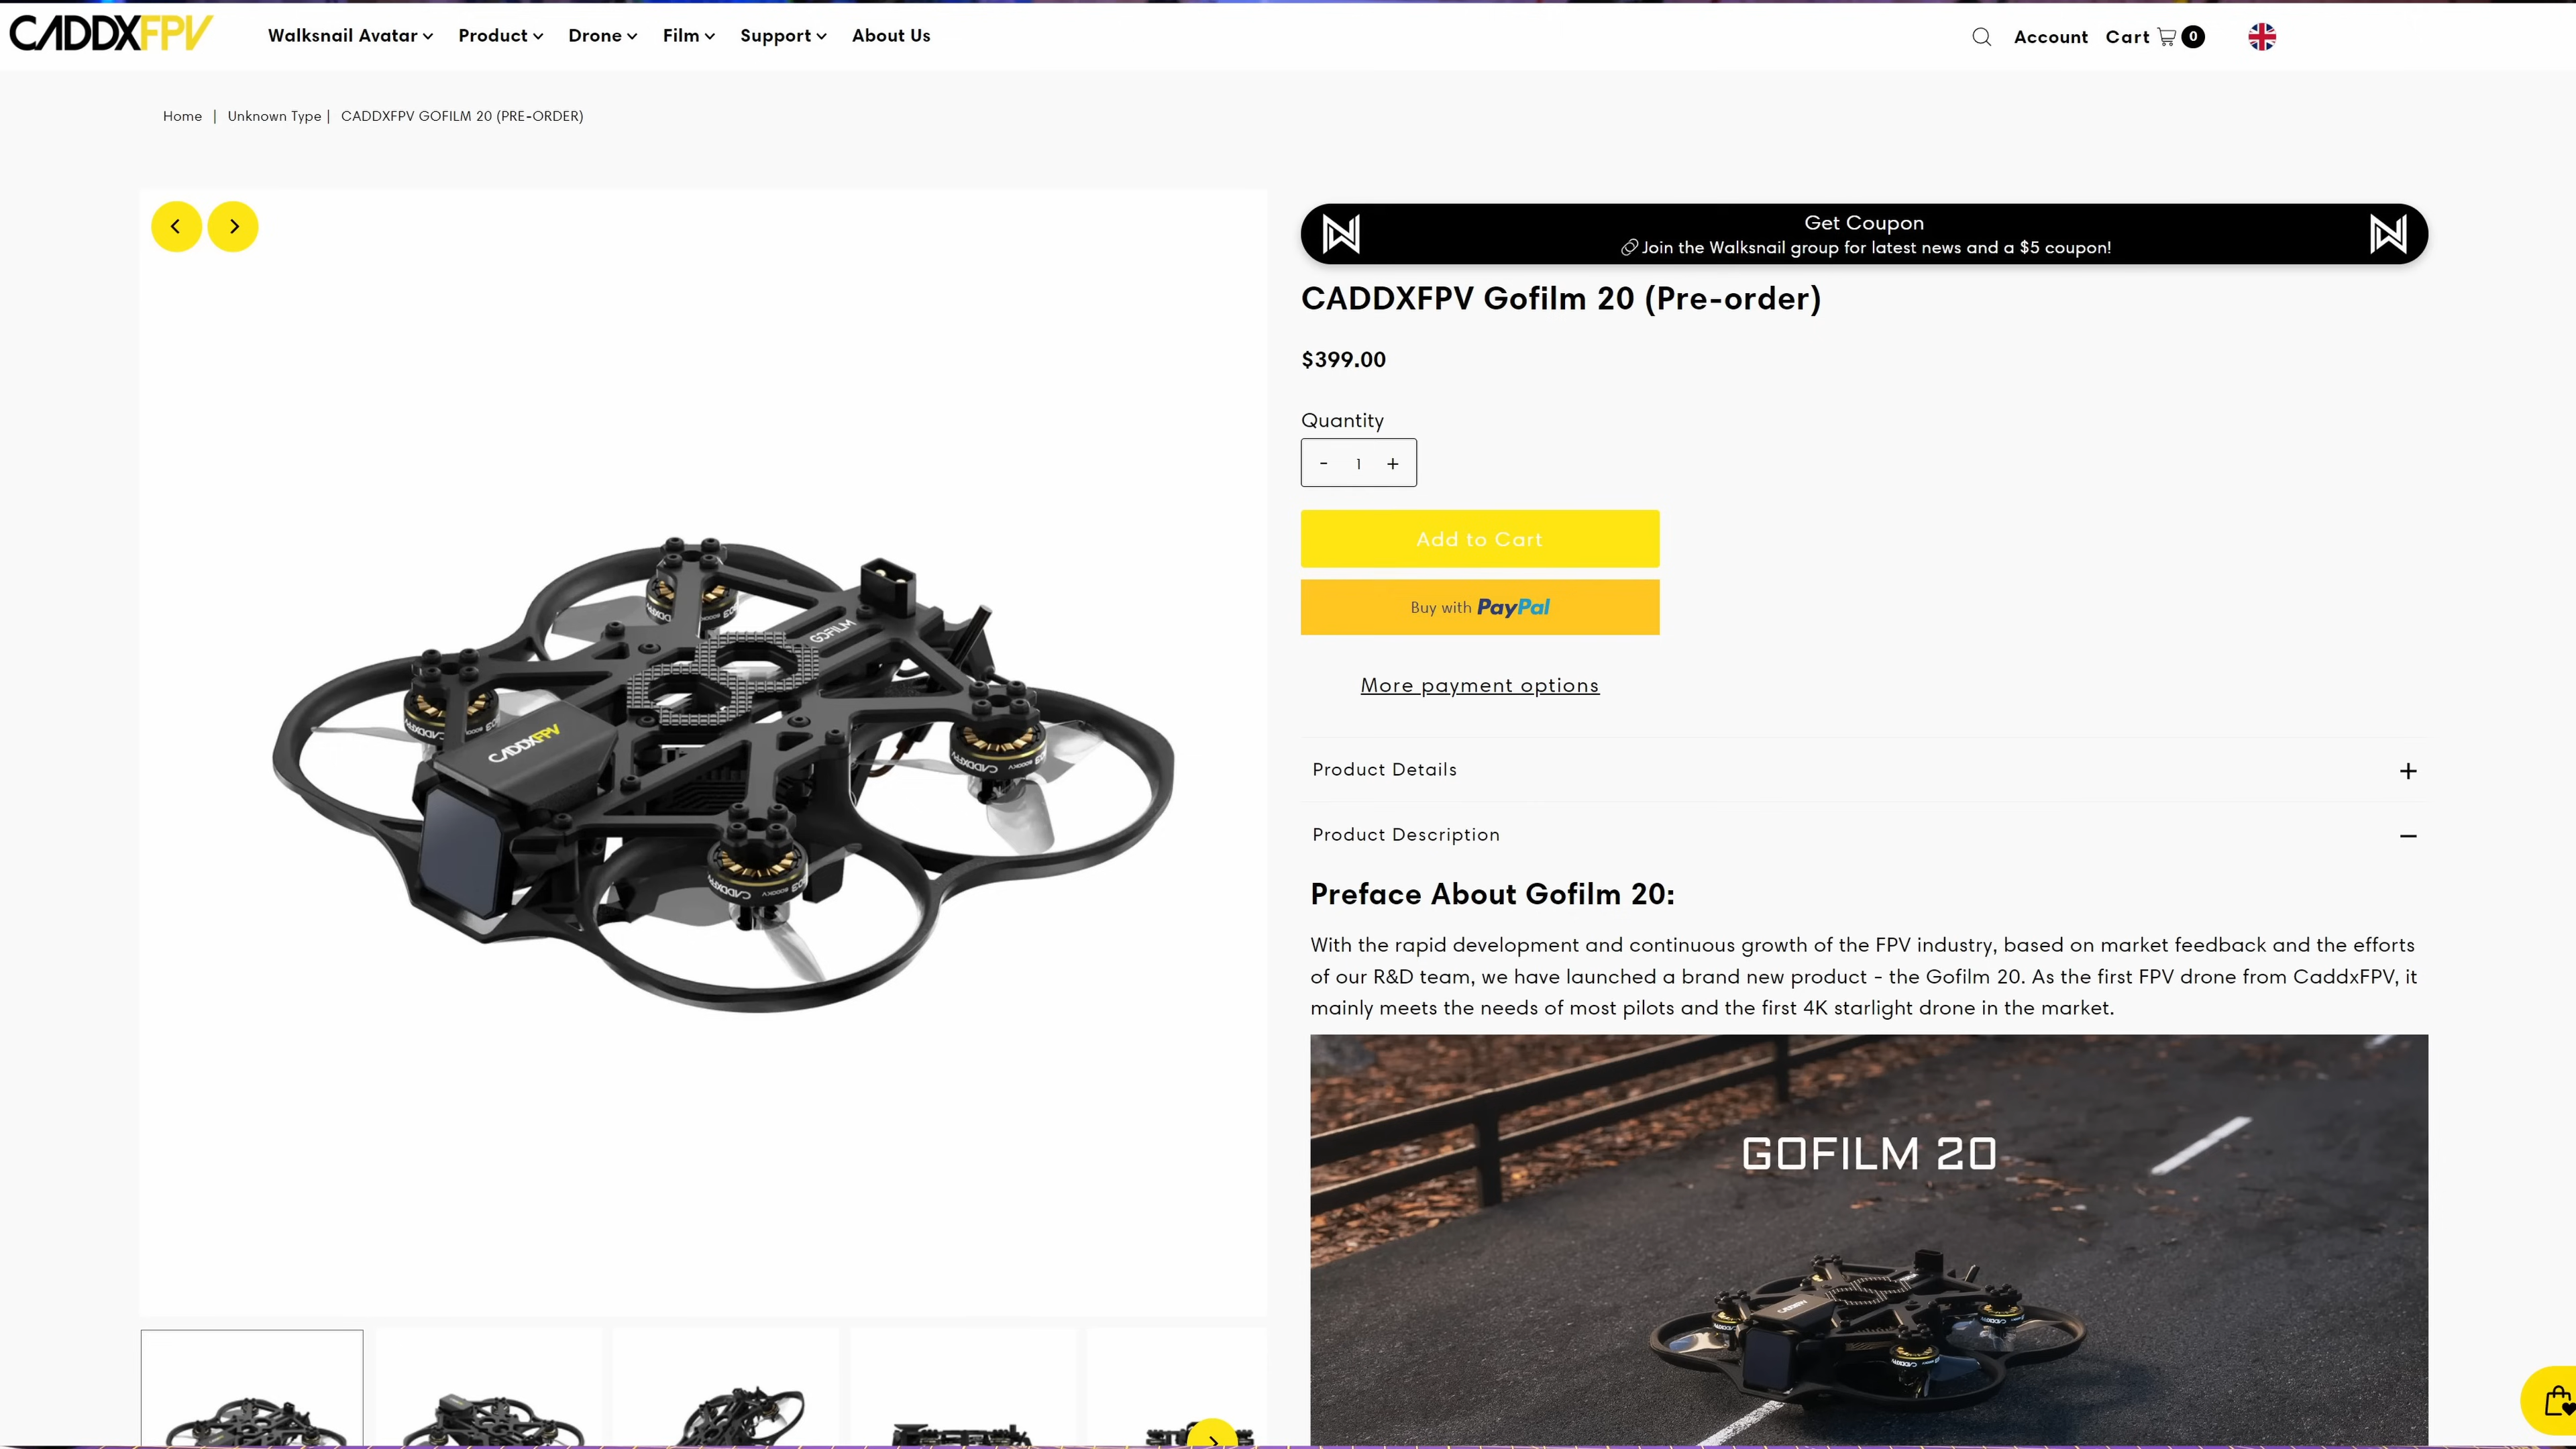 CADDXFPV
Walksnail Avatar Product Drone Film Support About Us
Account Cart 0
Home | Unknown Type | CADDXFPV GOFILM 20 (PRE-ORDER)
Get Coupon
Join the Walksnail group for latest news and a $5 coupon!
CADDXFPV Gofilm 20 (Pre-order)
$399.00
Quantity
- 1 +
Add to Cart
Buy with PayPal
More payment options
Product Details
Product Description
Preface About Gofilm 20:
With the rapid development and continuous growth of the FPV industry, based on market feedback and the efforts
of our R&D team, we have launched a brand new product - the Gofilm 20. As the first FPV drone from CaddxFPV, it
mainly meets the needs of most pilots and the first 4K starlight drone in the market.
GOFILM 20
GOFILM
CADDXFPV